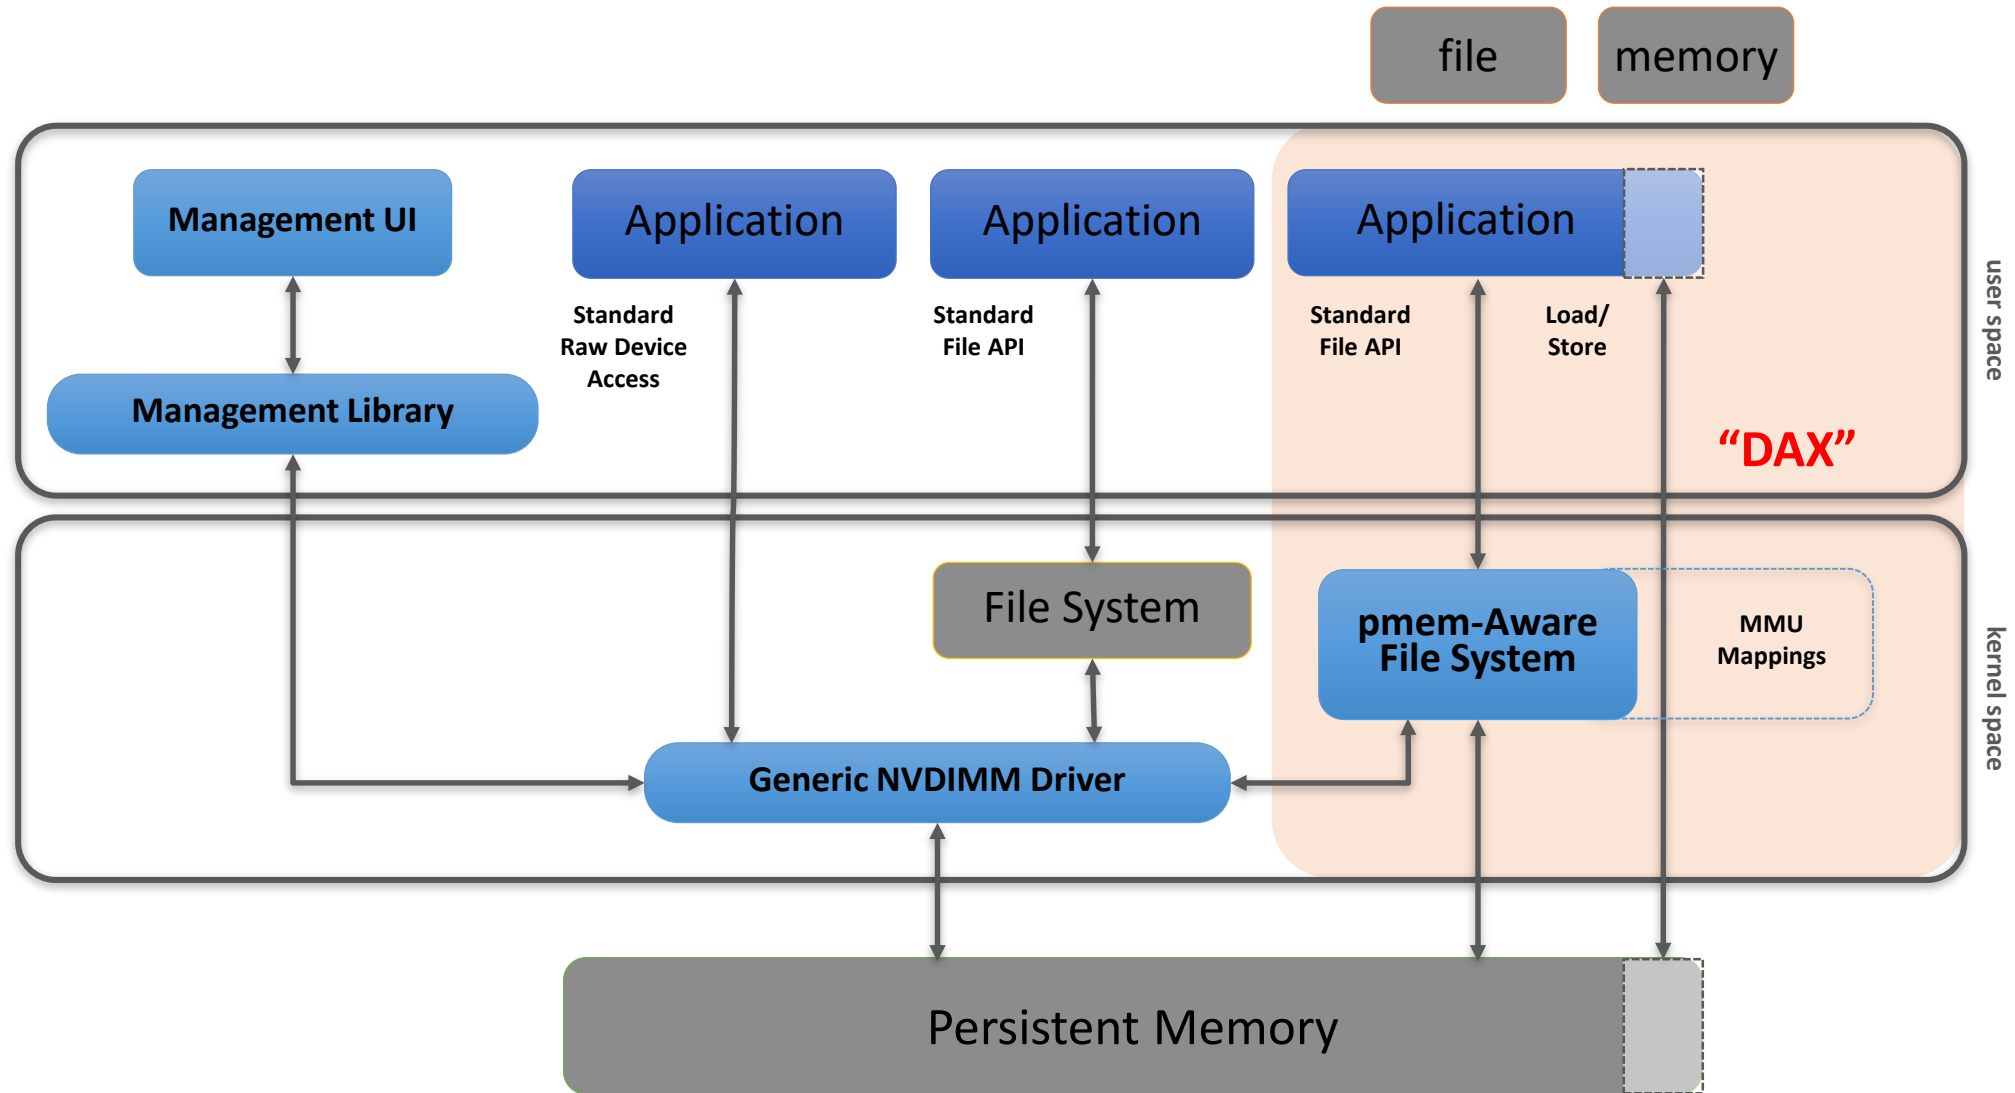 file
memory
Management UI
Application
Application
Application
Standard
Raw Device
Access
Standard
File API
Standard
File API
Load/
Store
user space
Management Library
“DAX”
File System
pmem-Aware
File System
MMU
Mappings
kernel space
Generic NVDIMM Driver
Persistent Memory